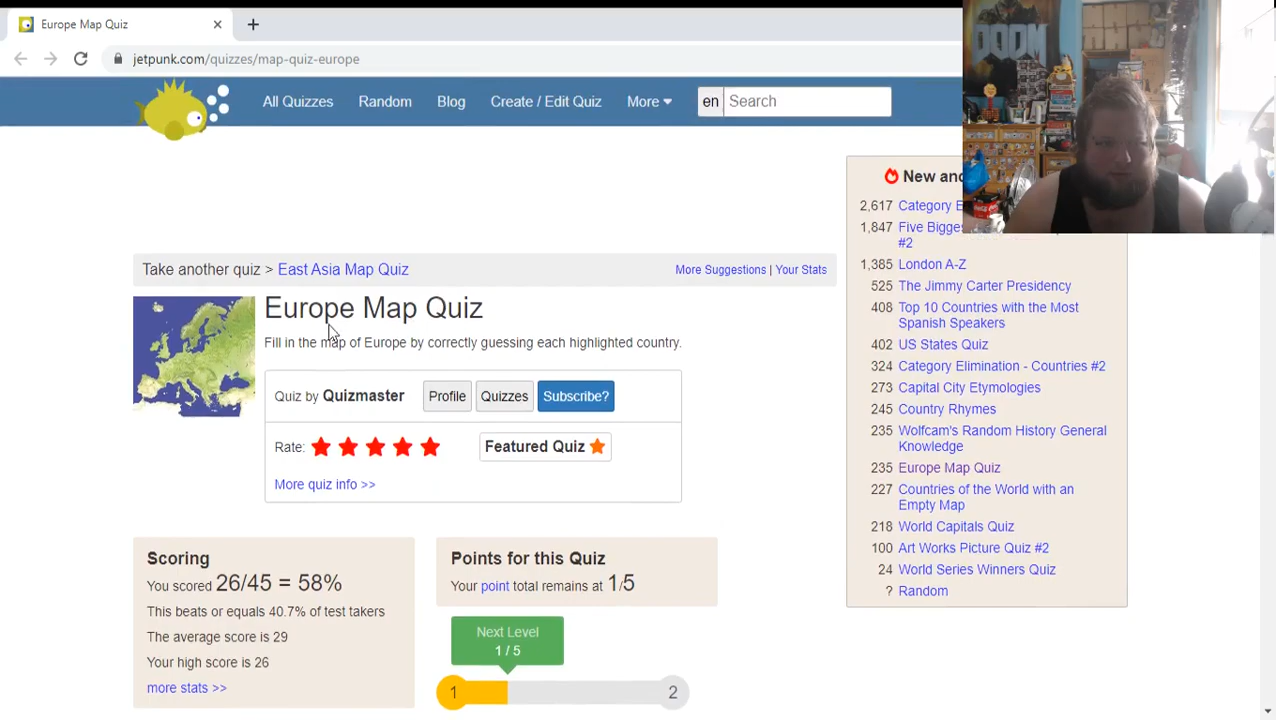 Europe Map Quiz
jetpunk.com/quizzes/map-quiz-europe
All Quizzes Random Blog Create / Edit Quiz More en Search
DOOM
New an
Take another quiz > East Asia Map Quiz
More Suggestions | Your Stats
Europe Map Quiz
Fill in the map of Europe by correctly guessing each highlighted country.
Quiz by Quizmaster Profile Quizzes Subscribe?
Rate: Featured Quiz
More quiz info >>
Scoring
You scored 26/45 = 58%
This beats or equals 40.7% of test takers
The average score is 29
Your high score is 26
more stats >>
Points for this Quiz
Your point total remains at 1/5
Next Level
1 / 5
1 2
2,617 Category E
1,847 Five Bigges
#2
1,385 London A-Z
525 The Jimmy Carter Presidency
408 Top 10 Countries with the Most
Spanish Speakers
402 US States Quiz
324 Category Elimination - Countries #2
273 Capital City Etymologies
245 Country Rhymes
235 Wolfcam's Random History General
Knowledge
235 Europe Map Quiz
227 Countries of the World with an
Empty Map
218 World Capitals Quiz
100 Art Works Picture Quiz #2
24 World Series Winners Quiz
? Random